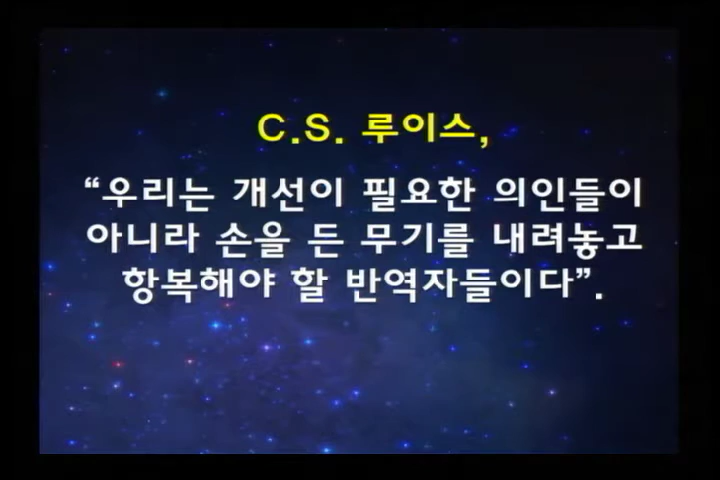 C.S. 루이스,
“우리는 개선이 필요한 의인들이
아니라 손을 든 무기를 내려놓고
항복해야 할 반역자들이다”.